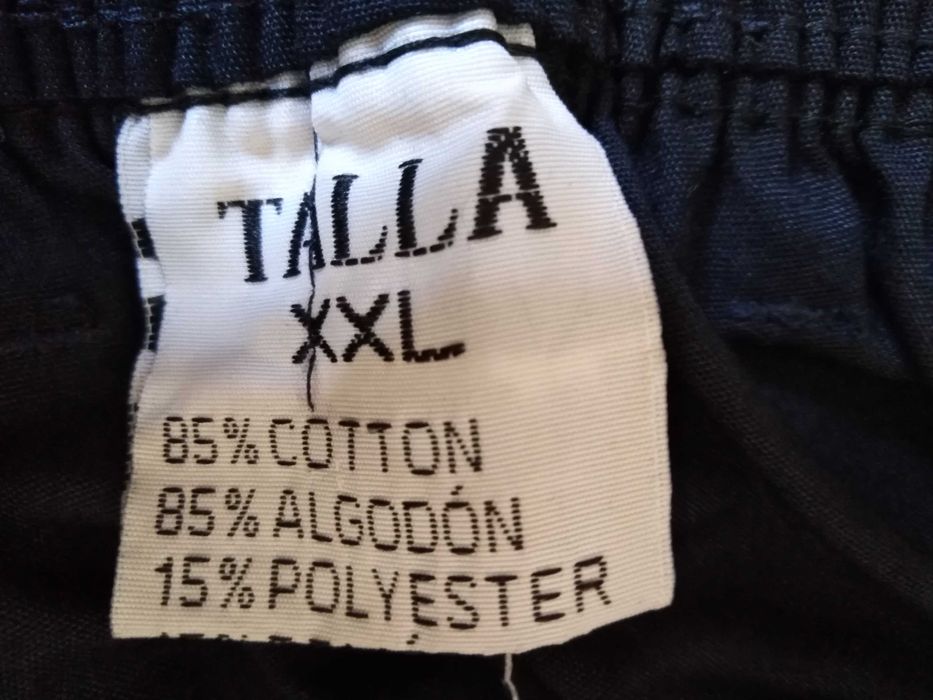 TALLA
XXL
85% COTTON
85% ALGODÓN
15% POLYESTER